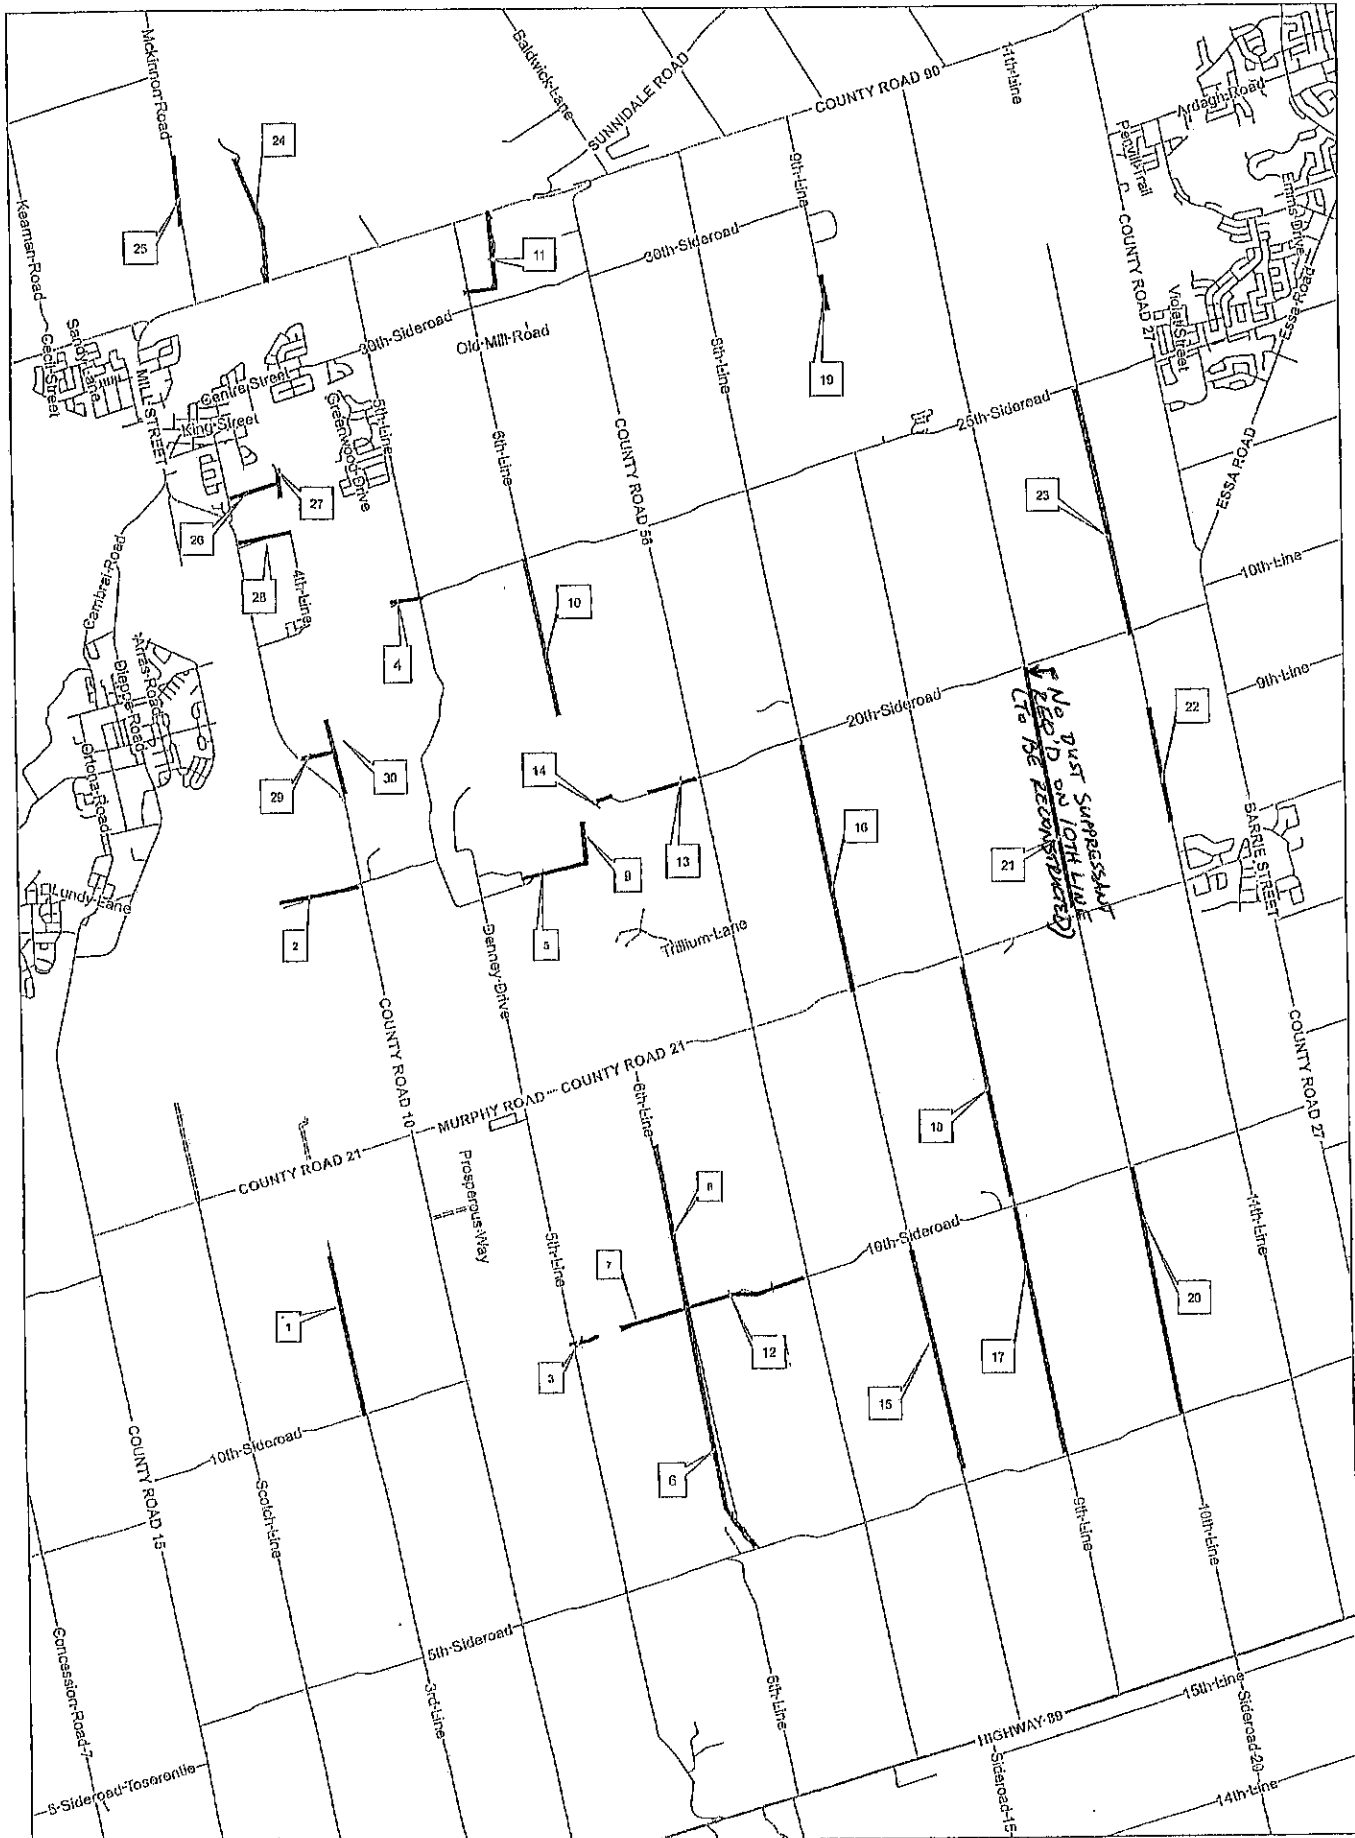 McKinnon Road
Baldwick Lane
SUNNIDALE ROAD
COUNTY ROAD 90
11th Line
Ardagh Road
Penvill Trail
Emms Drive
24
Keaman Road
25
9th Line
COUNTY ROAD 27
11
30th Sideroad
Violet Street
Essa Road
Sandy Lane
Cecil Street
MILL STREET
30th Sideroad
Old Mill Road
8th Line
19
Centre Street
King Street
5th Line
Greenwood Drive
6th Line
COUNTY ROAD 56
25th Sideroad
ESSA ROAD
27
26
23
10th Line
Cambrai Road
28
4th Line
10
4
Arras Road
Dieppe Road
9th Line
20th Sideroad
NO DUST SUPPRESSANT
REQ'D ON 10TH LINE
(TO BE RECONSTRUCTED)
22
Ortona Road
30
29
14
16
21
BARRIE STREET
13
9
Lundy Lane
2
5
Trillium Lane
Denney Drive
COUNTY ROAD 10
COUNTY ROAD 27
MURPHY ROAD
COUNTY ROAD 21
6th Line
18
COUNTY ROAD 21
Prosperous Way
8
11th Line
5th Line
10th Sideroad
7
1
20
12
3
17
15
10th Sideroad
COUNTY ROAD 15
Scotch Line
6
9th Line
10th Line
5th Sideroad
Concession Road 7
3rd Line
6th Line
15th Line
HIGHWAY 89
Sideroad 20
5 Sideroad Tosorontio
Sideroad 15
14th Line